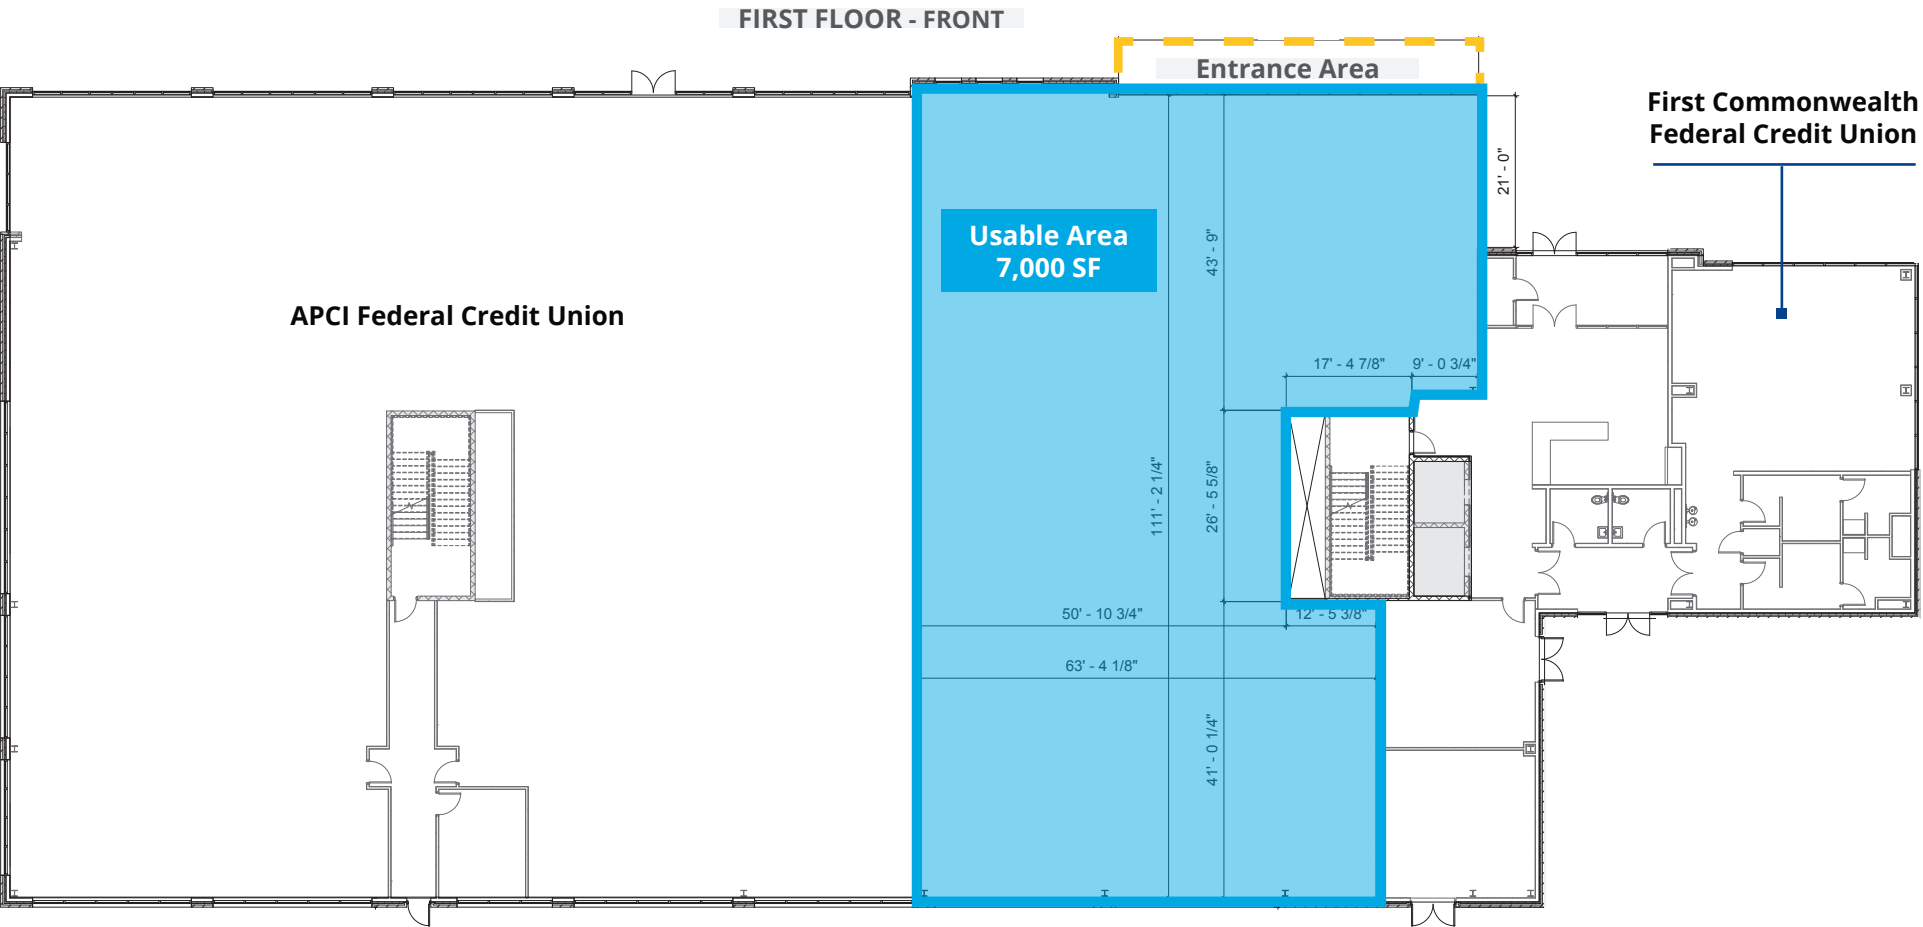 FIRST FLOOR - FRONT
Entrance Area
First Commonwealth
Federal Credit Union
21' - 0"
Usable Area
7,000 SF
43' - 9"
APCI Federal Credit Union
17' - 4 7/8"
9' - 0 3/4"
111' - 2 1/4"
26' - 5 5/8"
50' - 10 3/4"
12' - 5 3/8"
63' - 4 1/8"
41' - 0 1/4"